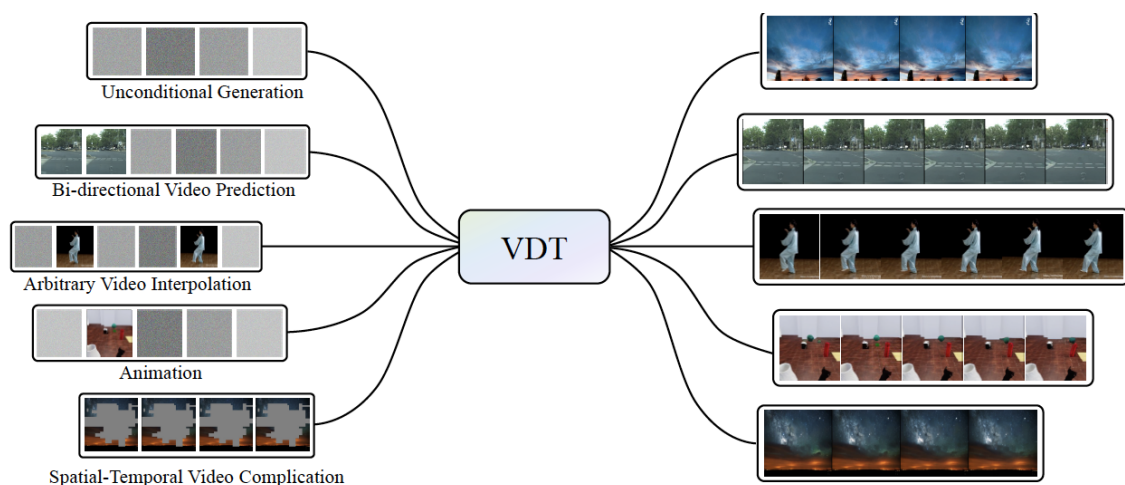 Unconditional Generation
Bi-directional Video Prediction
Arbitrary Video Interpolation
Animation
Spatial-Temporal Video Complication
VDT